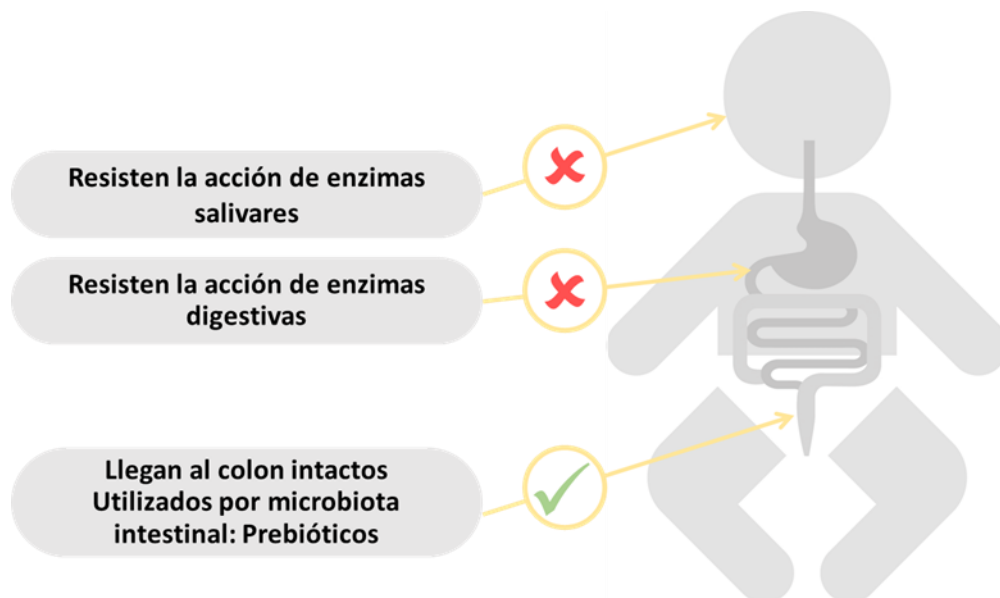 Resisten la acción de enzimas
salivares
Resisten la acción de enzimas
digestivas
Llegan al colon intactos
Utilizados por microbiota
intestinal: Prebióticos